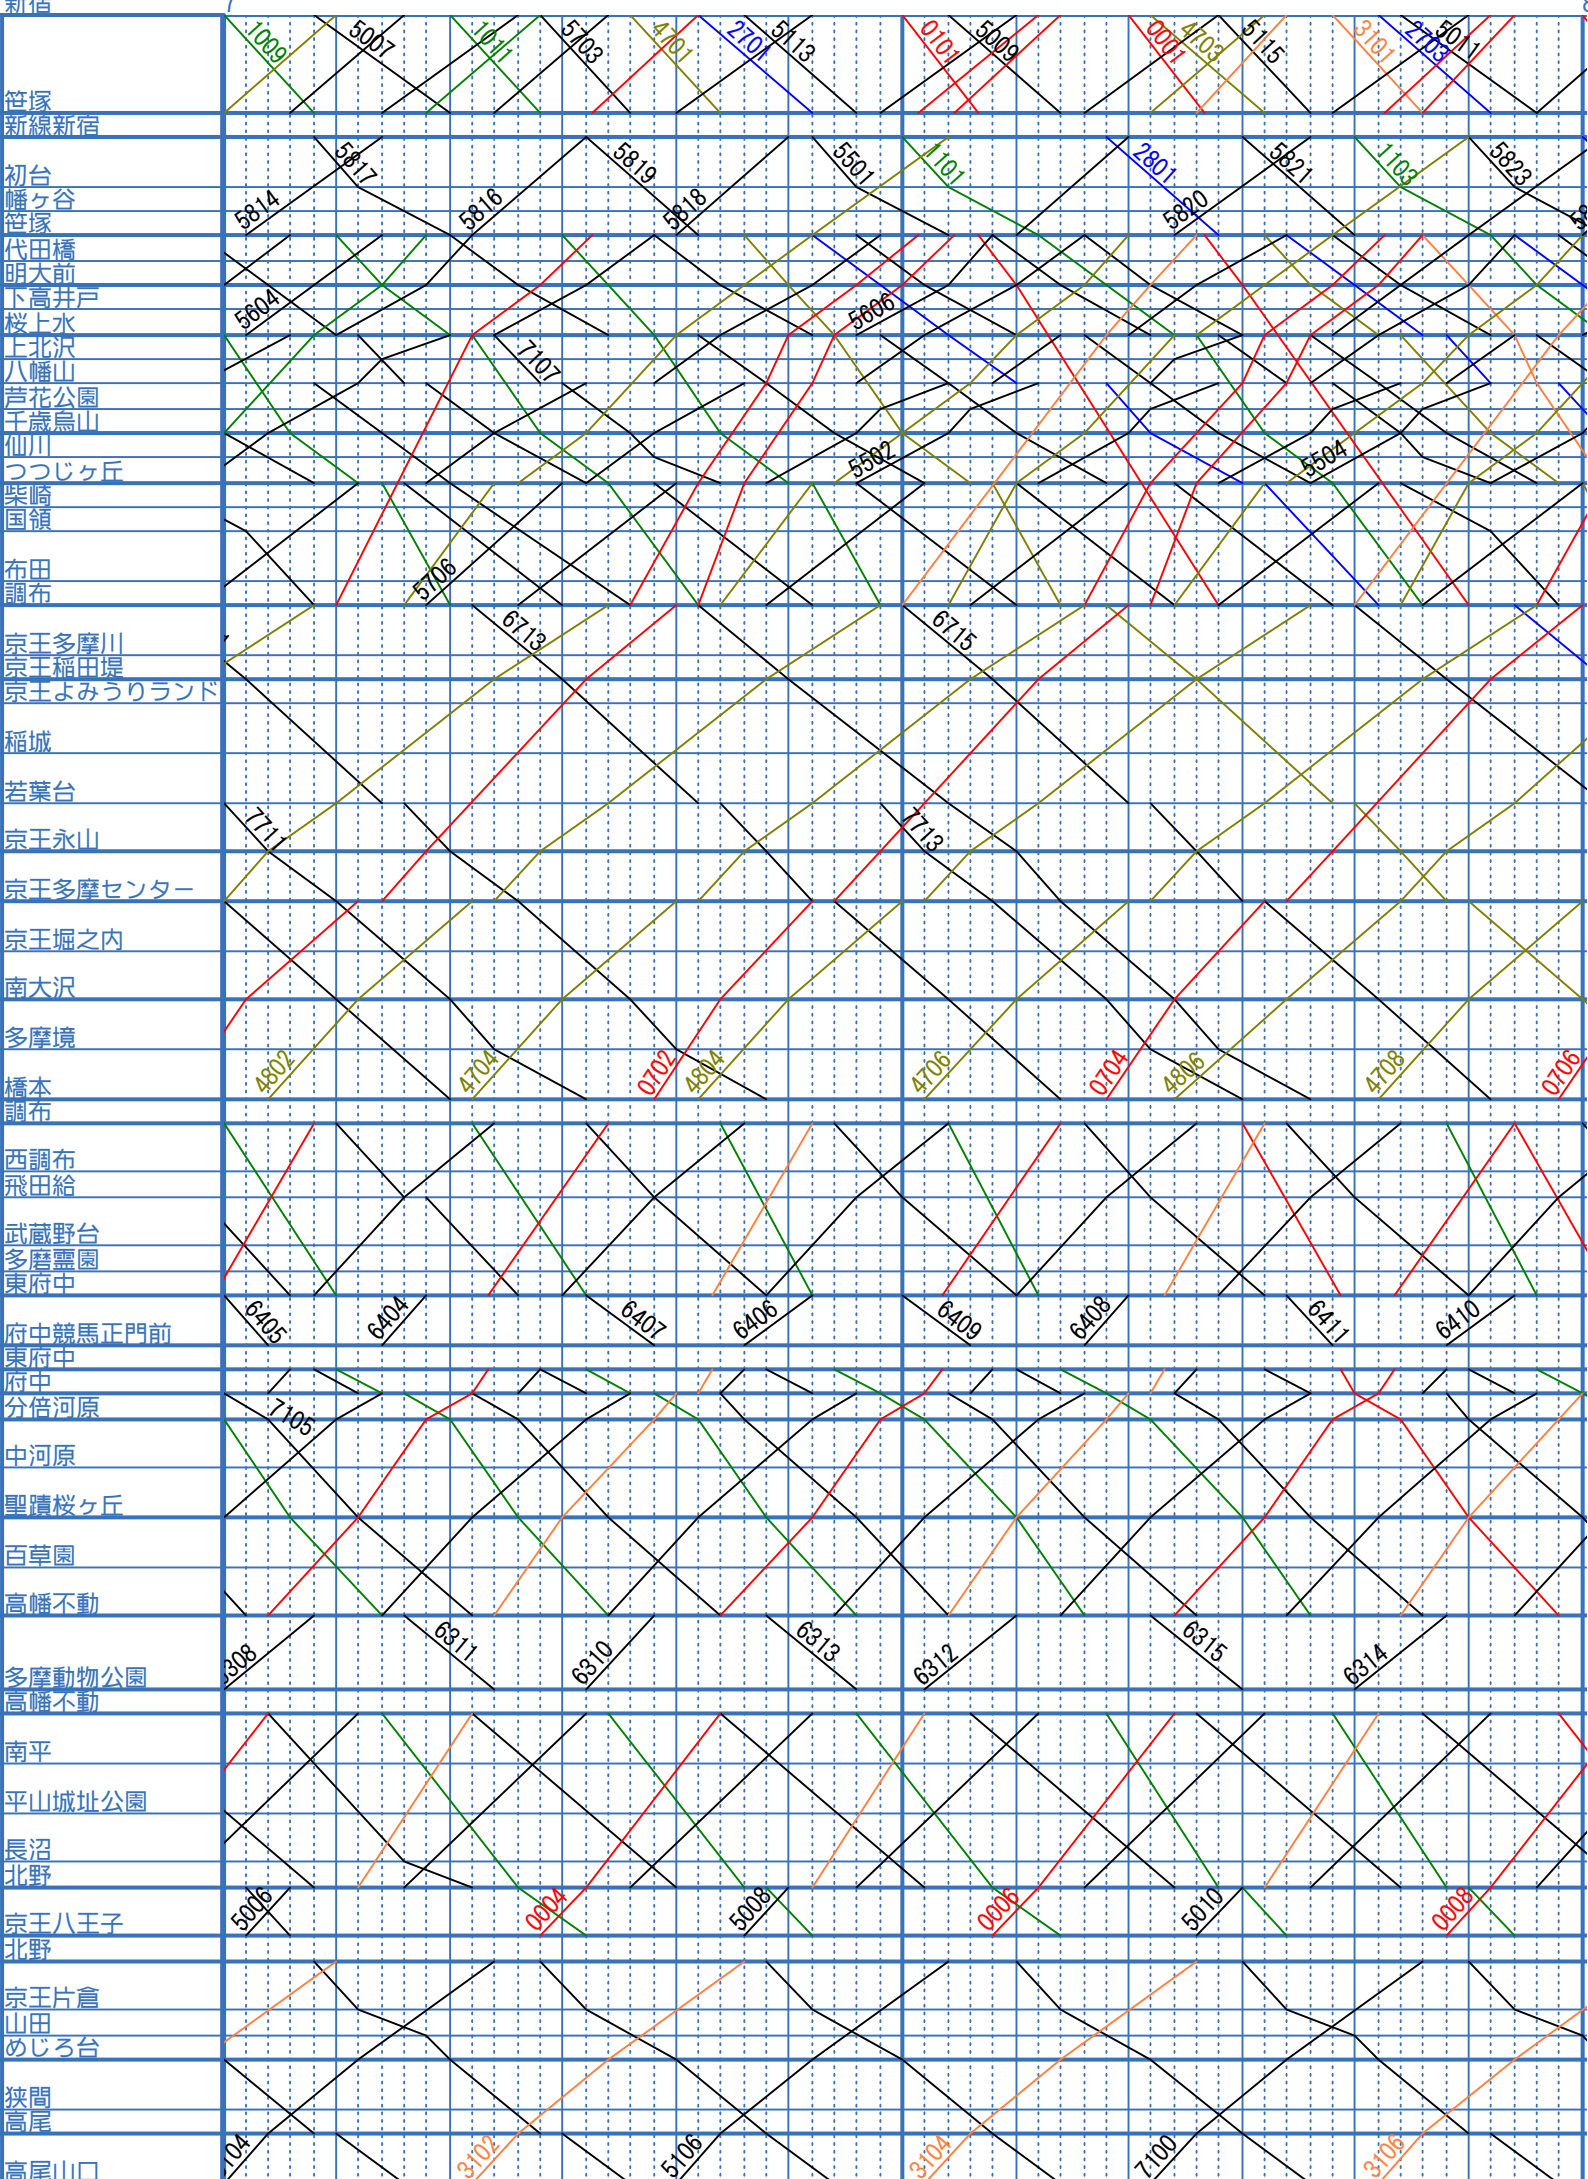 新宿 7 8
1009 5007 1011 5703 4701 2701 5113 0101 5009 0001 4703 5115 3101 2703 5011
笹塚
新線新宿
5817 5819 5501 1101 2801 5821 1103 5823
初台
幡ヶ谷
5814 5816 5818 5820
笹塚
代田橋
明大前
下高井戸
5604 5606
桜上水
上北沢
7107
八幡山
芦花公園
千歳烏山
仙川
5502 5504
つつじヶ丘
柴崎
国領
布田
5706
調布
6713 6715
京王多摩川
京王稲田堤
京王よみうりランド
稲城
若葉台
7711 7713
京王永山
京王多摩センター
京王堀之内
南大沢
多摩境
4802 4704 0702 4804 4706 0704 4806 4708 0706
橋本
調布
西調布
飛田給
武蔵野台
多磨霊園
東府中
6405 6404 6407 6406 6409 6408 6411 6410
府中競馬正門前
東府中
府中
分倍河原
7105
中河原
聖蹟桜ヶ丘
百草園
高幡不動
308 6311 6310 6313 6312 6315 6314
多摩動物公園
高幡不動
南平
平山城址公園
長沼
北野
5006 0004 5008 0006 5010 0008
京王八王子
北野
京王片倉
山田
めじろ台
狭間
高尾
104 3102 5106 3104 7100 3106
高尾山口